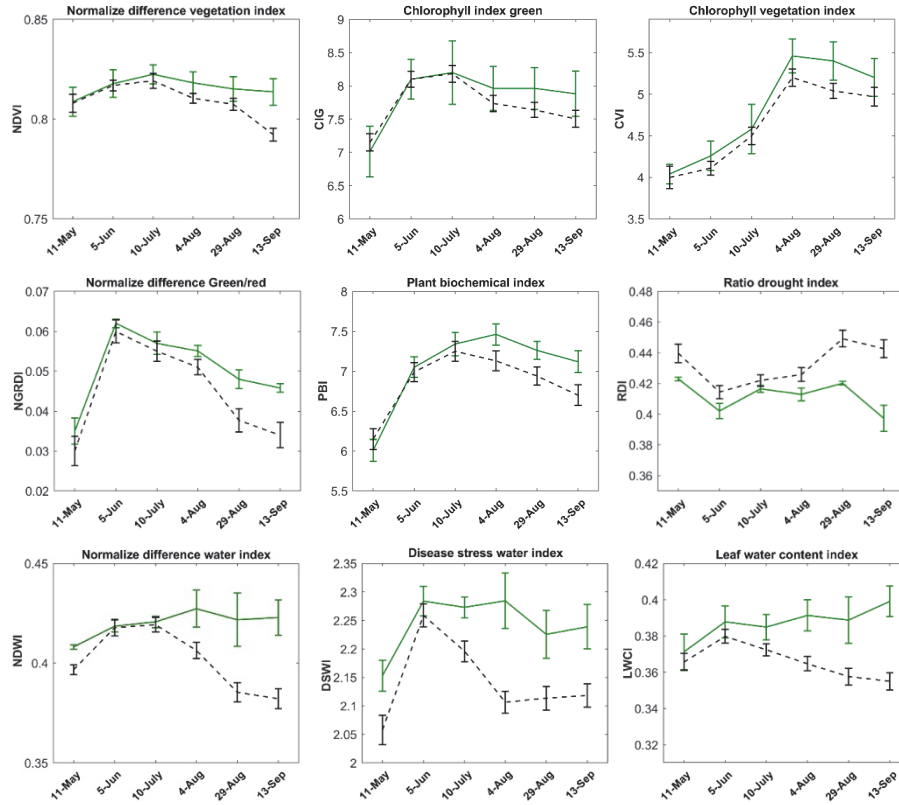 Normalize difference vegetation index
0.85
0.8
0.75
NDVI
11-May
5-Jun
10-July
4-Aug
29-Aug
13-Sep
Chlorophyll index green
9
8.5
8
7.5
7
6.5
6
CIG
11-May
5-Jun
10-July
4-Aug
29-Aug
13-Sep
Chlorophyll vegetation index
5.5
5
4.5
4
3.5
CVI
11-May
5-Jun
10-July
4-Aug
29-Aug
13-Sep
Normalize difference Green/red
0.07
0.06
0.05
0.04
0.03
0.02
NGRDI
11-May
5-Jun
10-July
4-Aug
29-Aug
13-Sep
Plant biochemical index
8
7.5
7
6.5
6
5.5
PBI
11-May
5-Jun
10-July
4-Aug
29-Aug
13-Sep
Ratio drought index
0.48
0.46
0.44
0.42
0.4
0.38
0.36
RDI
11-May
5-Jun
10-July
4-Aug
29-Aug
13-Sep
Normalize difference water index
0.45
0.4
0.35
NDWI
11-May
5-Jun
10-July
4-Aug
29-Aug
13-Sep
Disease stress water index
2.35
2.3
2.25
2.2
2.15
2.1
2.05
2
DSWI
11-May
5-Jun
10-July
4-Aug
29-Aug
13-Sep
Leaf water content index
0.42
0.4
0.38
0.36
0.34
0.32
LWCI
11-May
5-Jun
10-July
4-Aug
29-Aug
13-Sep